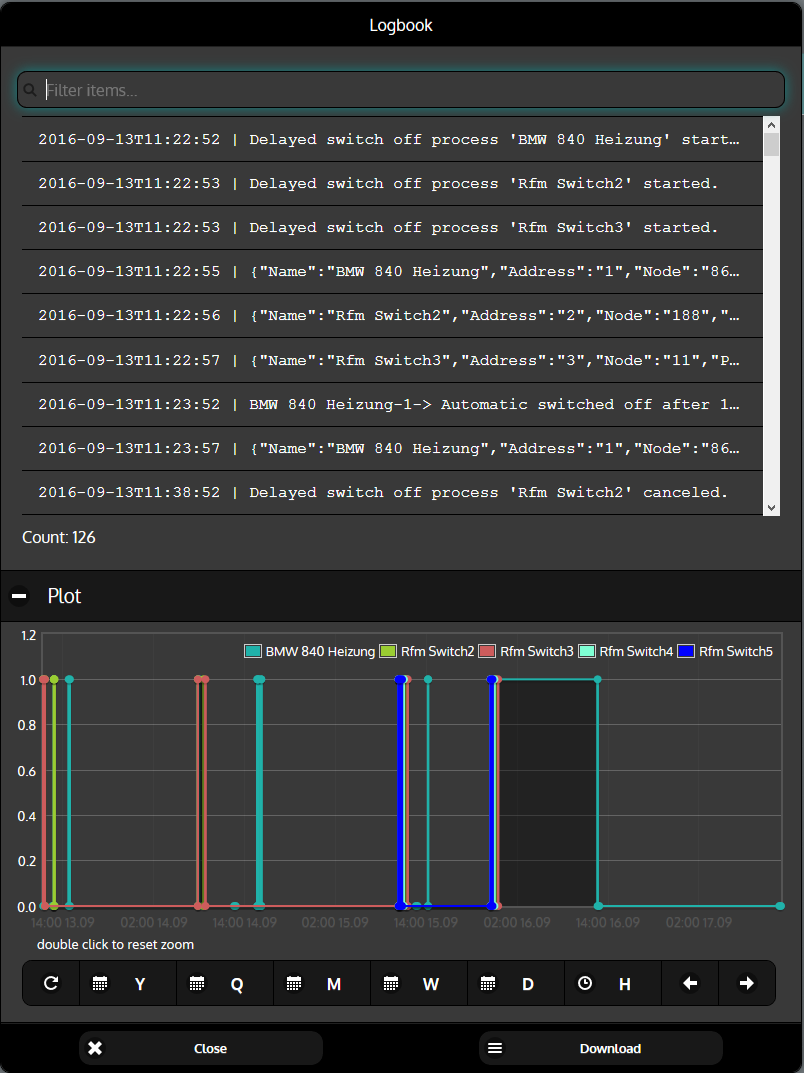 Logbook
Filter items...
2016-09-13T11:22:52 | Delayed switch off process 'BMW 840 Heizung' start…
2016-09-13T11:22:53 | Delayed switch off process 'Rfm Switch2' started.
2016-09-13T11:22:53 | Delayed switch off process 'Rfm Switch3' started.
2016-09-13T11:22:55 | {"Name":"BMW 840 Heizung","Address":"1","Node":"86…
2016-09-13T11:22:56 | {"Name":"Rfm Switch2","Address":"2","Node":"188","…
2016-09-13T11:22:57 | {"Name":"Rfm Switch3","Address":"3","Node":"11","P…
2016-09-13T11:23:52 | BMW 840 Heizung-1-> Automatic switched off after 1…
2016-09-13T11:23:57 | {"Name":"BMW 840 Heizung","Address":"1","Node":"86…
2016-09-13T11:38:52 | Delayed switch off process 'Rfm Switch2' canceled.
Count: 126
Plot
BMW 840 Heizung Rfm Switch2 Rfm Switch3 Rfm Switch4 Rfm Switch5
1.2
1.0
0.8
0.6
0.4
0.2
0.0
14:00 13.09 02:00 14.09 14:00 14.09 02:00 15.09 14:00 15.09 02:00 16.09 14:00 16.09 02:00 17.09
double click to reset zoom
Y Q M W D H
Close Download